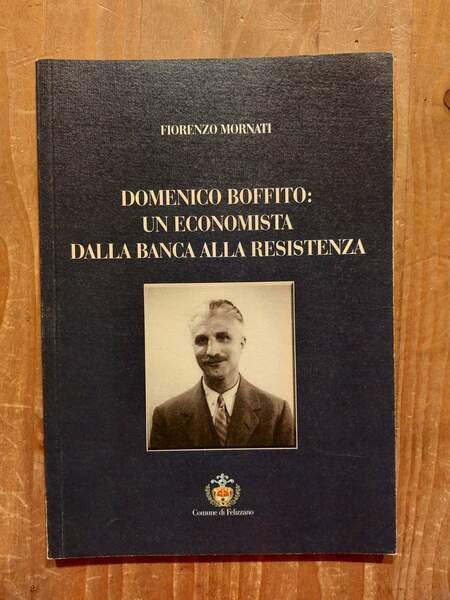 FIORENZO MORNATI
DOMENICO BOFFITO:
UN ECONOMISTA
DALLA BANCA ALLA RESISTENZA
Comune di Felizzano